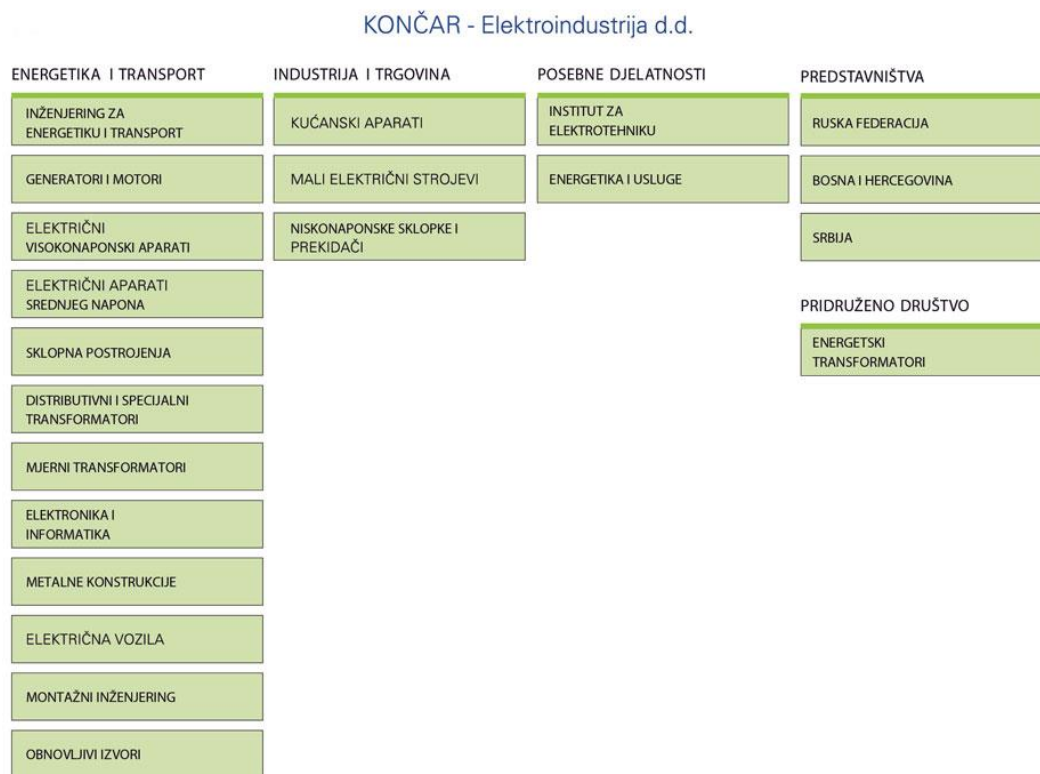 KONČAR - Elektroindustrija d.d.
ENERGETIKA I TRANSPORT
INŽENJERING ZA
ENERGETIKU I TRANSPORT
GENERATORI I MOTORI
ELEKTRIČNI
VISOKONAPONSKI APARATI
ELEKTRIČNI APARATI
SREDNJEG NAPONA
SKLOPNA POSTROJENJA
DISTRIBUTIVNI I SPECIJALNI
TRANSFORMATORI
MJERNI TRANSFORMATORI
ELEKTRONIKA I
INFORMATIKA
METALNE KONSTRUKCIJE
ELEKTRIČNA VOZILA
MONTAŽNI INŽENJERING
OBNOVLJIVI IZVORI
INDUSTRIJA I TRGOVINA
KUĆANSKI APARATI
MALI ELEKTRIČNI STROJEVI
NISKONAPONSKE SKLOPKE I
PREKIDAČI
POSEBNE DJELATNOSTI
INSTITUT ZA
ELEKTROTEHNIKU
ENERGETIKA I USLUGE
PREDSTAVNIŠTVA
RUSKA FEDERACIJA
BOSNA I HERCEGOVINA
SRBIJA
PRIDRUŽENO DRUŠTVO
ENERGETSKI
TRANSFORMATORI